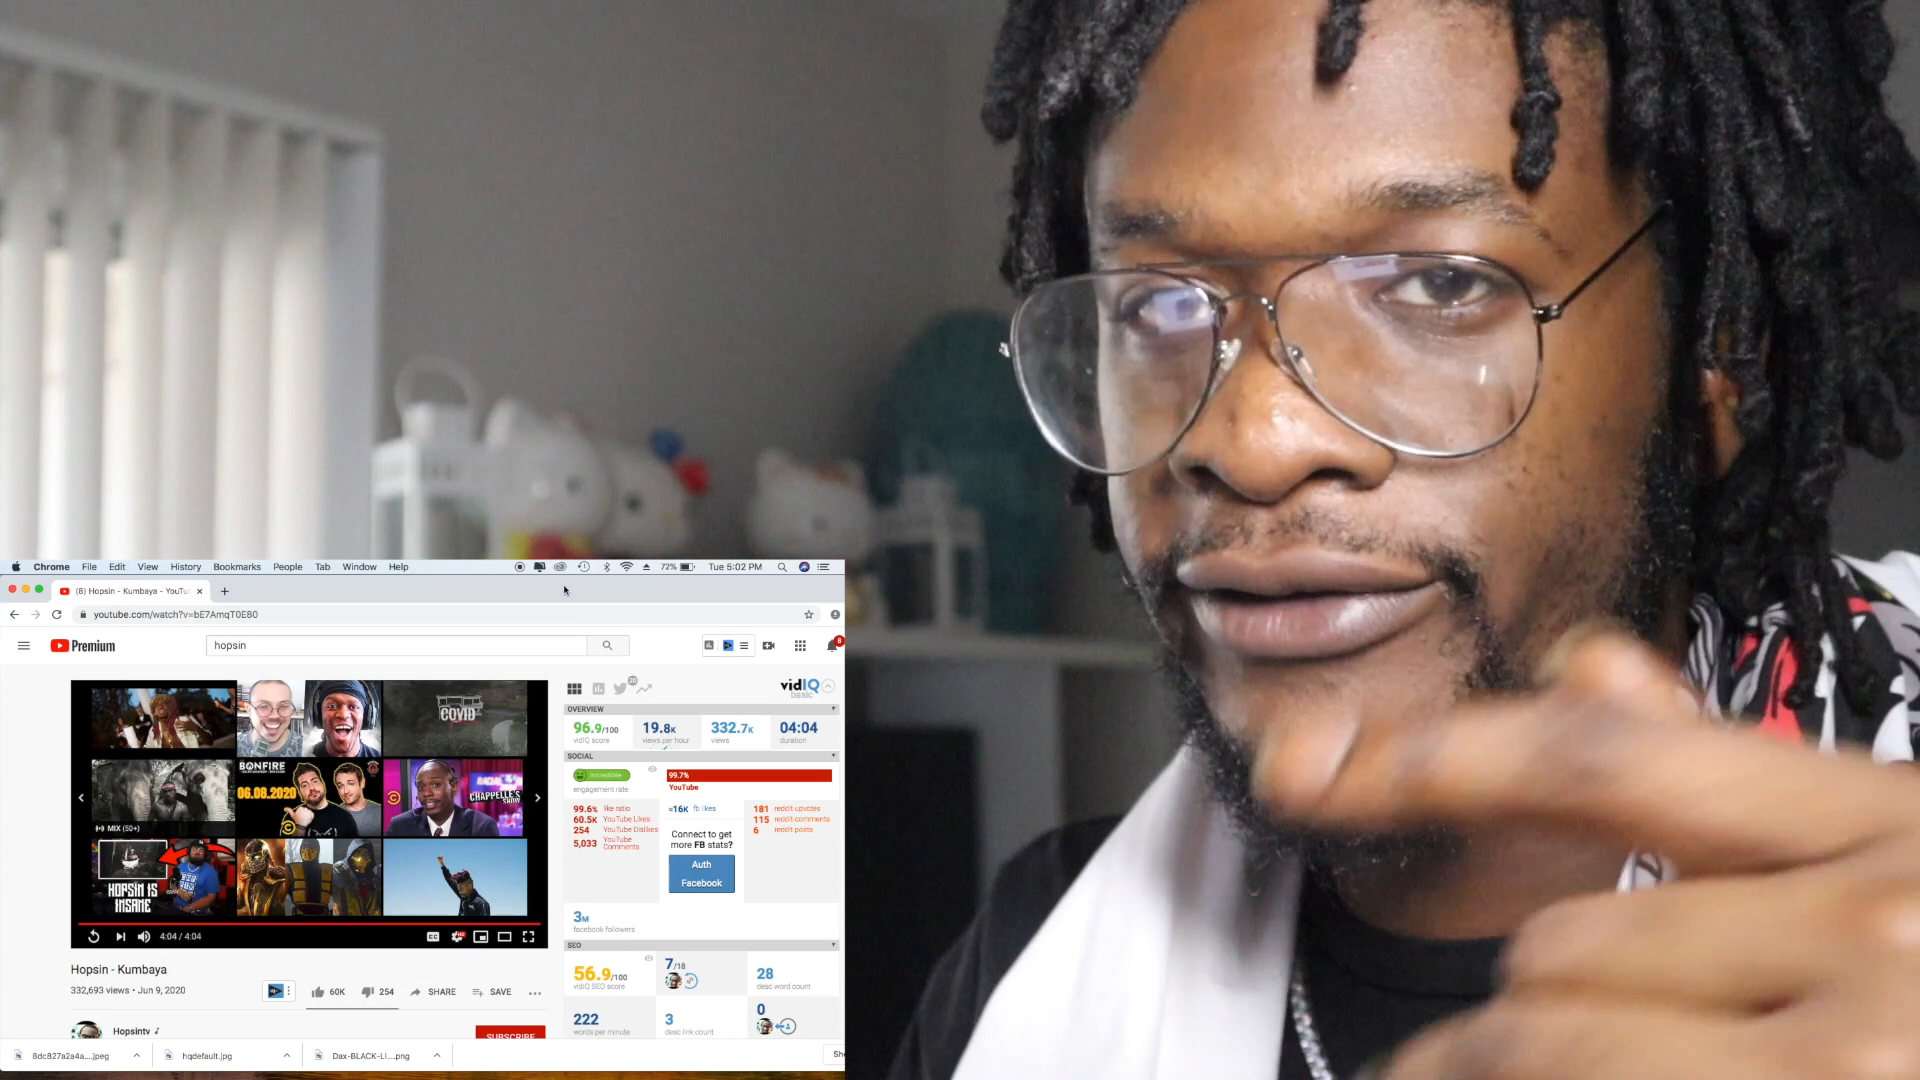 Chrome File Edit View History Bookmarks People Tab Window Help 72% Tue 5:02 PM
(8) Hopsin - Kumbaya - YouTu
youtube.com/watch?v=bE7AmqT0E80
Premium hopsin 8
COVID
BONFIRE
06.08.2020
CHAPPELLE'S SHOW
MIX (50+)
HOPSIN IS
INSANE
4:04 / 4:04
Hopsin - Kumbaya
332,693 views • Jun 9, 2020
60K 254 SHARE SAVE
Hopsintv
SUBSCRIBE
20
vidIQ
basic
OVERVIEW
96.9/100 19.8K 332.7K 04:04
vidIQ score views per hour views duration
SOCIAL
incredible
engagement rate
99.7%
YouTube
99.6% like ratio
60.5K YouTube Likes
254 YouTube Dislikes
5,033 YouTube Comments
≈16K fb likes
Connect to get
more FB stats?
Auth
Facebook
181 reddit upvotes
115 reddit comments
6 reddit posts
3M
facebook followers
SEO
56.9/100
vidIQ SEO score
7/18
28
desc word count
222
words per minute
3
desc link count
0
8dc827a2a4a....jpeg hqdefault.jpg Dax-BLACK-LI....png Sh